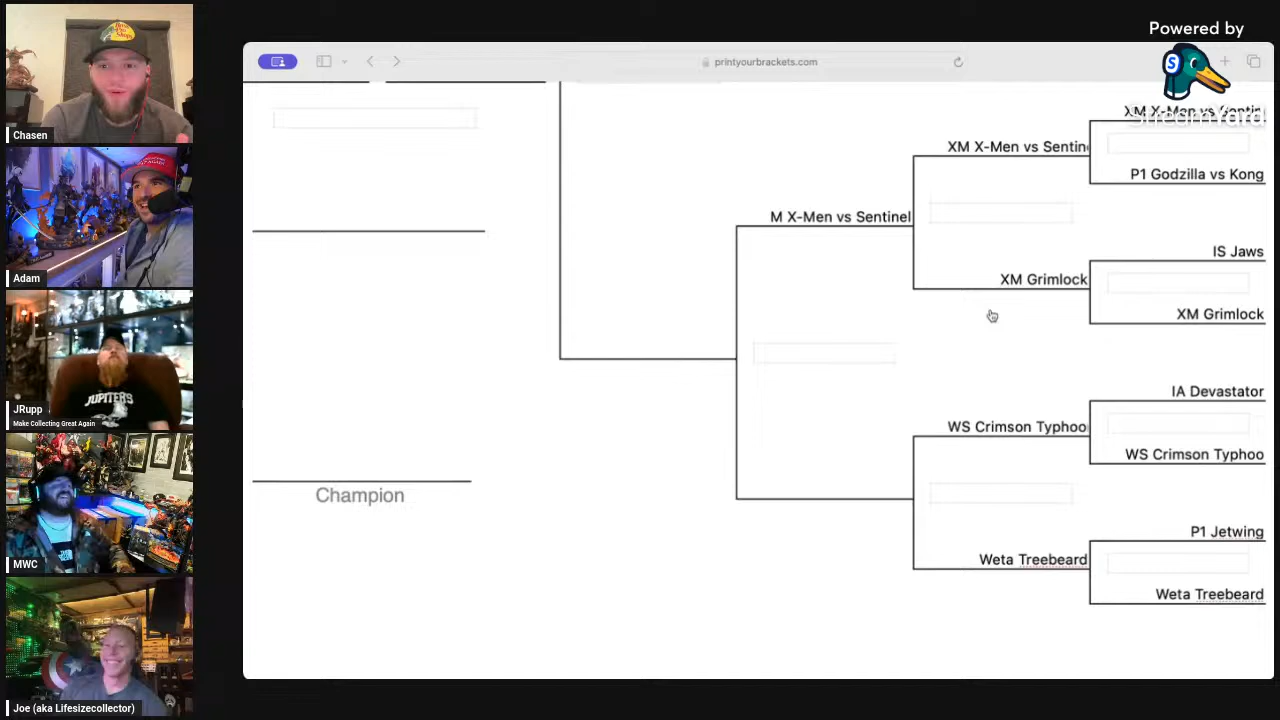 Powered by
StreamYard
printyourbrackets.com
Chasen
Adam
JRupp
Make Collecting Great Again
JUPITERS
MWC
Joe (aka Lifesizecollector)
XM X-Men vs Sentin
XM X-Men vs Sentin
P1 Godzilla vs Kong
M X-Men vs Sentinel
IS Jaws
XM Grimlock
XM Grimlock
IA Devastator
WS Crimson Typhoo
WS Crimson Typhoo
Champion
P1 Jetwing
Weta Treebeard
Weta Treebeard